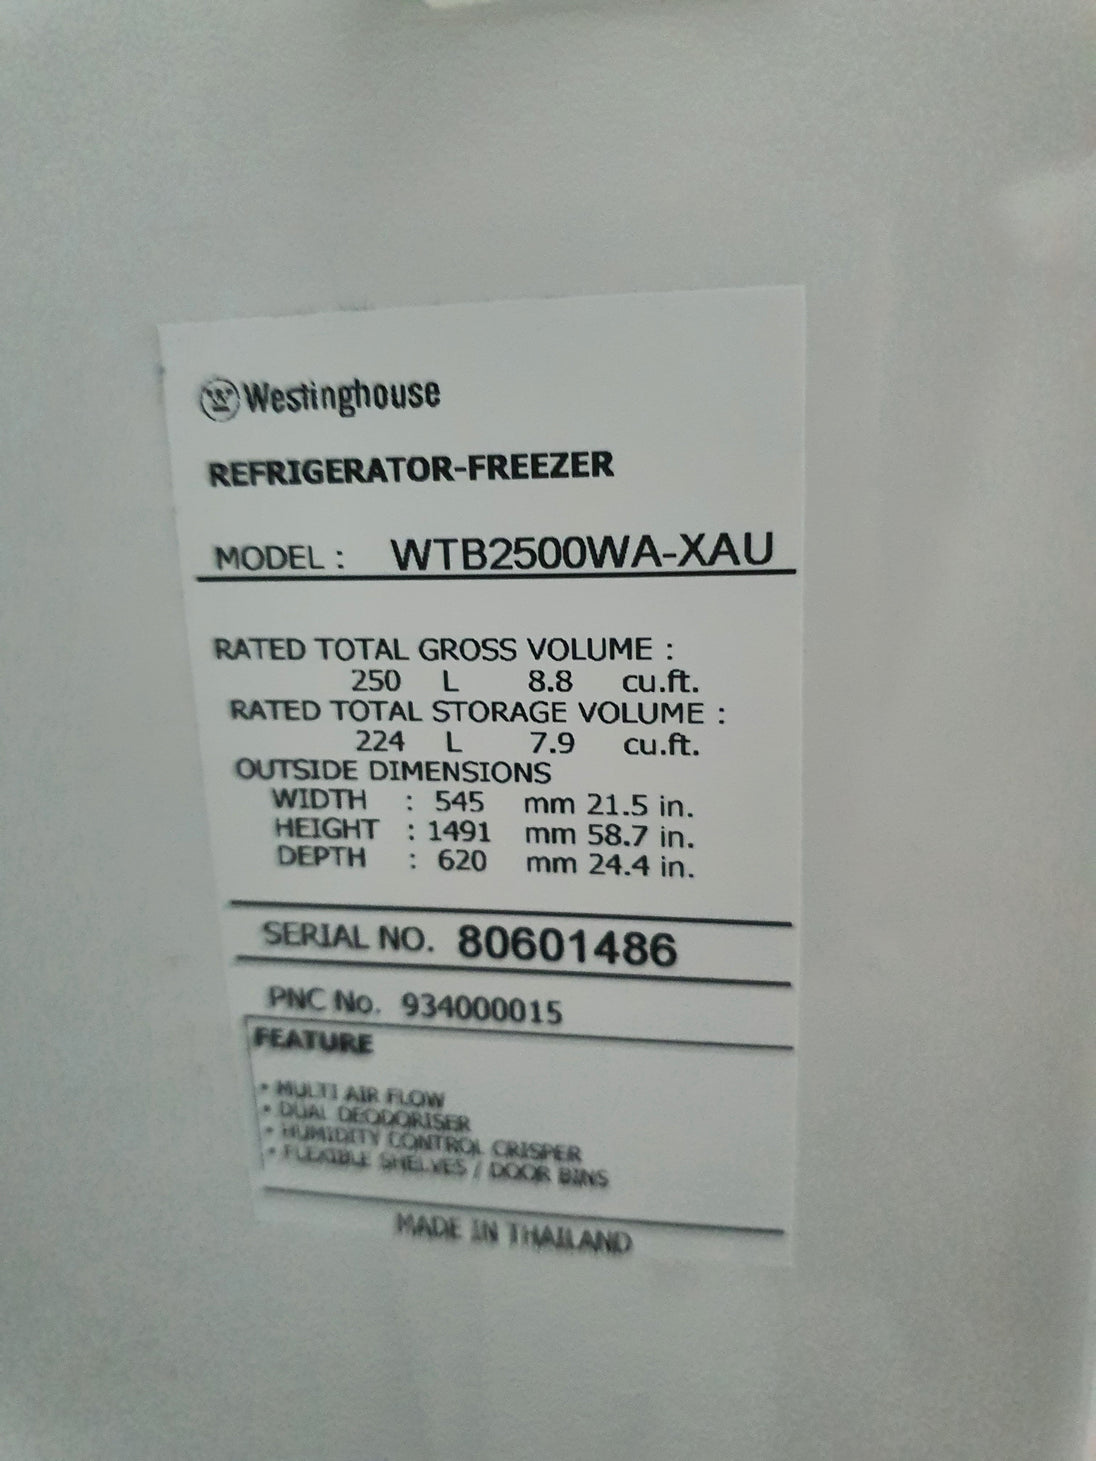 Westinghouse
REFRIGERATOR-FREEZER
MODEL : WTB2500WA-XAU
RATED TOTAL GROSS VOLUME :
250 L 8.8 cu.ft.
RATED TOTAL STORAGE VOLUME :
224 L 7.9 cu.ft.
OUTSIDE DIMENSIONS
WIDTH : 545 mm 21.5 in.
HEIGHT : 1491 mm 58.7 in.
DEPTH : 620 mm 24.4 in.
SERIAL NO. 80601486
PNC No. 934000015
FEATURE
• MULTI AIR FLOW
• DUAL DEODORISER
• HUMIDITY CONTROL CRISPER
• FLEXIBLE SHELVES / DOOR BINS
MADE IN THAILAND